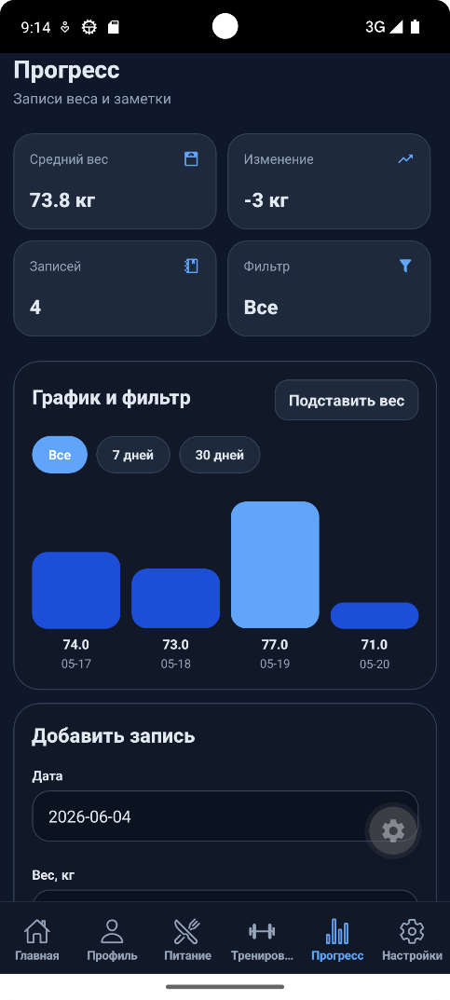 9:14
3G
Прогресс
Записи веса и заметки
Средний вес
73.8 кг
Изменение
-3 кг
Записей
4
Фильтр
Все
График и фильтр
Подставить вес
Все
7 дней
30 дней
74.0
73.0
77.0
71.0
05-17
05-18
05-19
05-20
Добавить запись
Дата
2026-06-04
Вес, кг
Главная
Профиль
Питание
Трениров...
Прогресс
Настройки